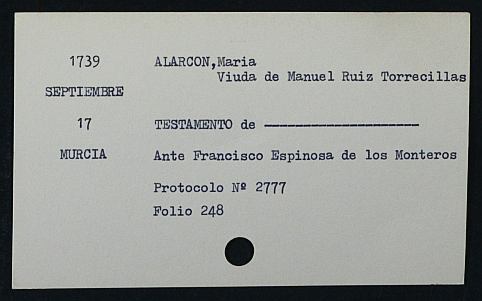 1739
ALARCON,Maria
Viuda de Manuel Ruiz Torrecillas
SEPTIEMBRE
17
TESTAMENTO de --------------------
MURCIA
Ante Francisco Espinosa de los Monteros
Protocolo Nº 2777
Folio 248